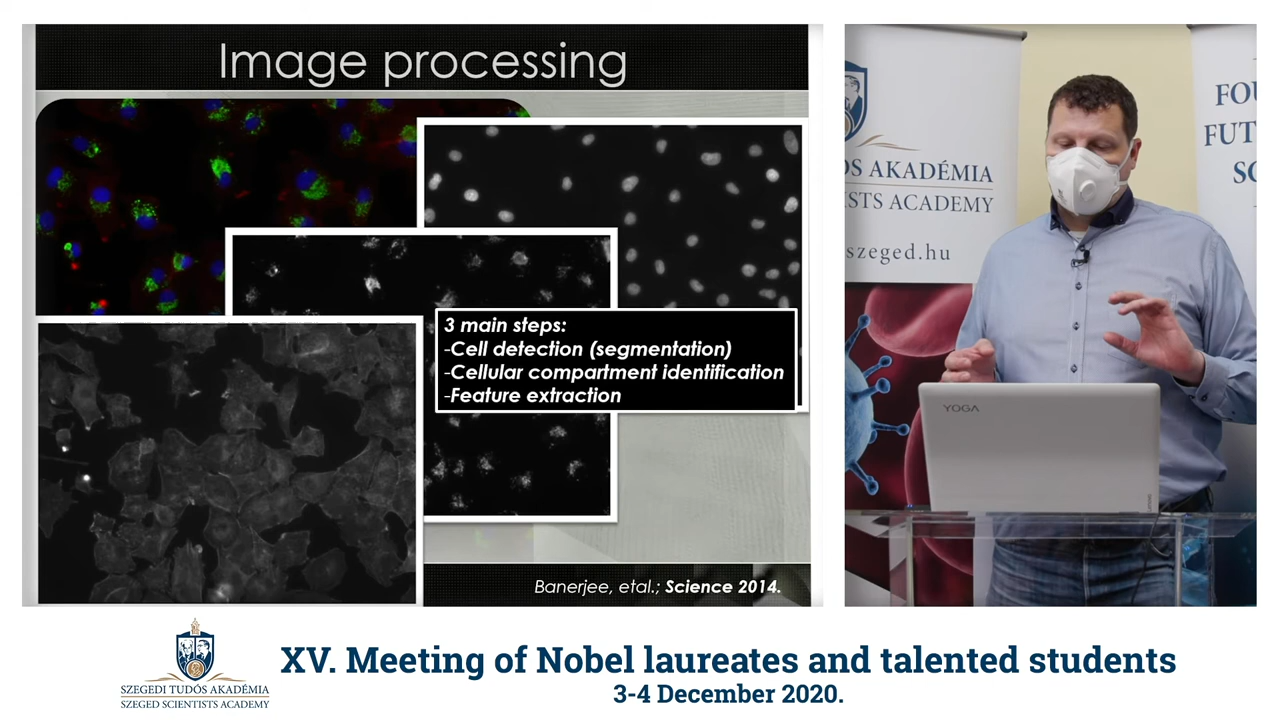 Image processing
3 main steps:
-Cell detection (segmentation)
-Cellular compartment identification
-Feature extraction
Banerjee, etal.; Science 2014.
ÓS AKADÉMIA
ISTS ACADEMY
szeged.hu
FOU
FUT
SC
YOGA
SZEGEDI TUDÓS AKADÉMIA
SZEGED SCIENTISTS ACADEMY
XV. Meeting of Nobel laureates and talented students
3-4 December 2020.